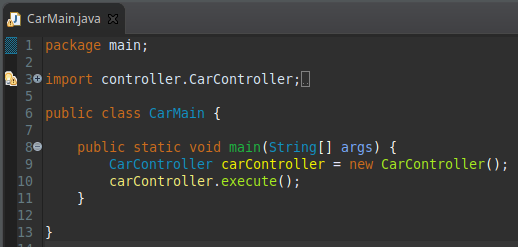 CarMain.java
1 package main;
2
3 import controller.CarController;
5
6 public class CarMain {
7
8 public static void main(String[] args) {
9 CarController carController = new CarController();
10 carController.execute();
11 }
12
13 }
14